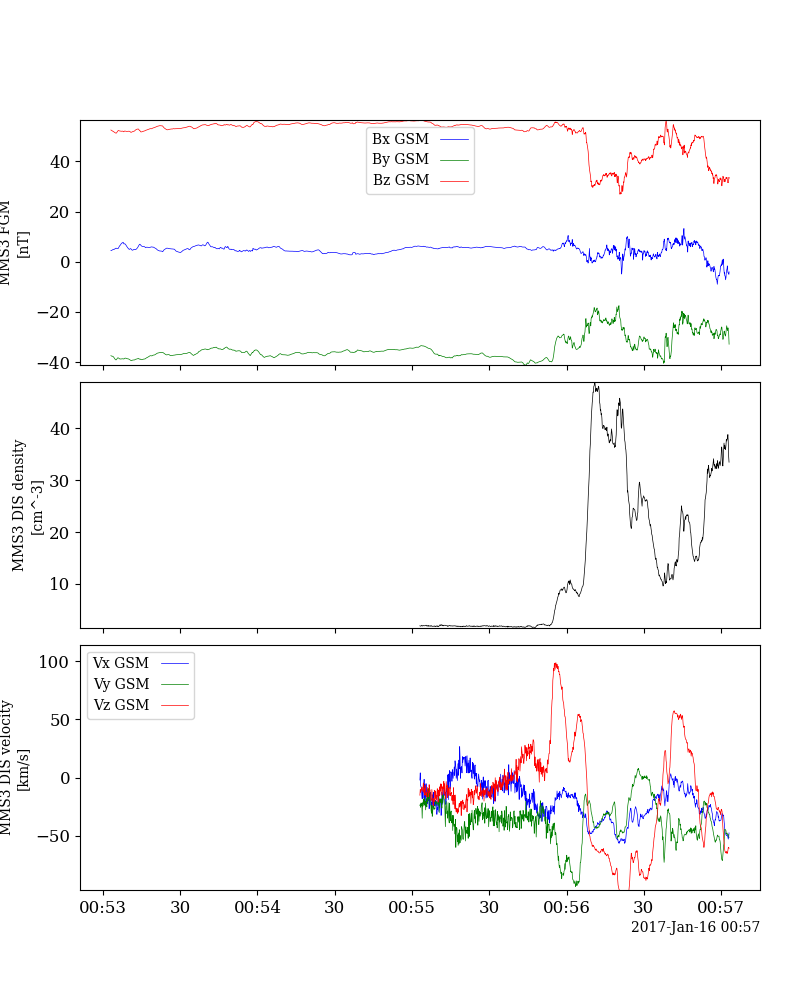 MMS3 FGM
[nT]
40
20
0
−20
−40
Bx GSM
By GSM
Bz GSM
MMS3 DIS density
[cm^-3]
40
30
20
10
MMS3 DIS velocity
[km/s]
100
50
0
−50
Vx GSM
Vy GSM
Vz GSM
00:53 30 00:54 30 00:55 30 00:56 30 00:57
2017-Jan-16 00:57